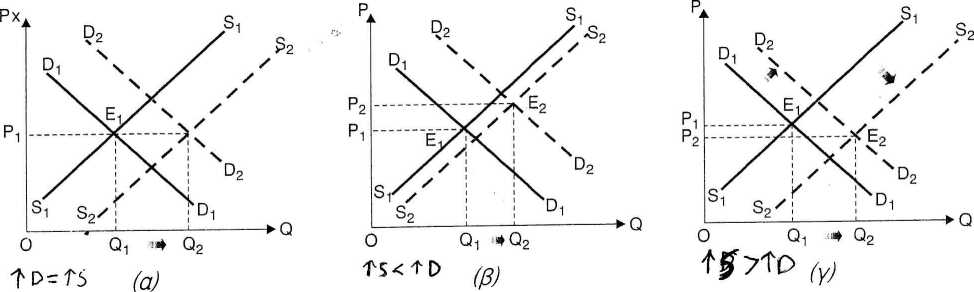 Px
D₂
S₁
S₂
D₁
E₁
P₁
D₂
S₁
S₂
D₁
O
Q₁
Q₂
Q
↑D=↑S
(α)
P
D₂
S₁
S₂
D₁
P₂
E₂
P₁
E₁
D₂
S₁
S₂
D₁
O
Q₁
Q₂
Q
↑S<↑D
(β)
P
S₁
D₂
S₂
D₁
E₁
P₁
P₂
E₂
D₂
S₁
S₂
D₁
O
Q₁
Q₂
Q
↑S>↑D
(γ)